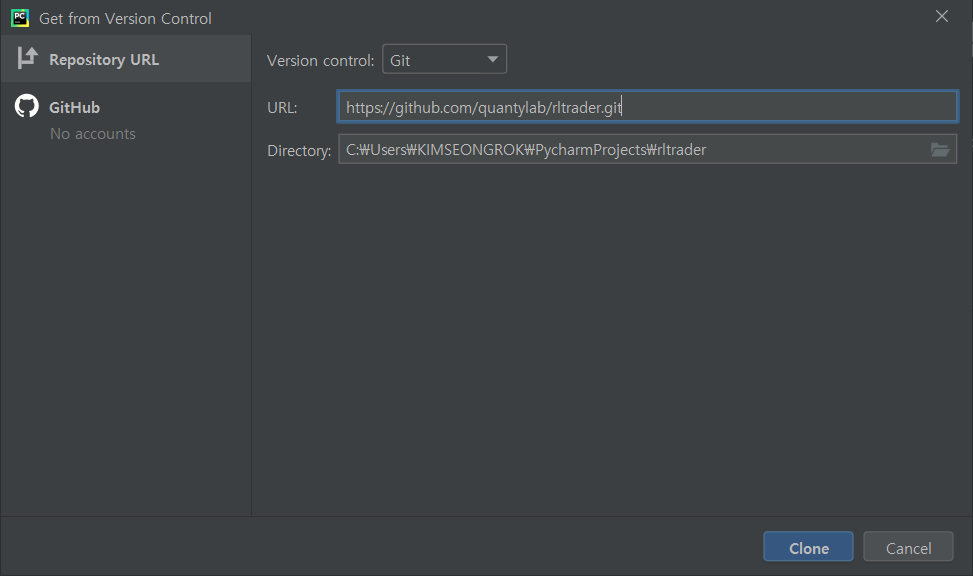 PC Get from Version Control
Repository URL
GitHub
No accounts
Version control: Git
URL: https://github.com/quantylab/rltrader.git
Directory: C:₩Users₩KIMSEONGROK₩PycharmProjects₩rltrader
Clone Cancel